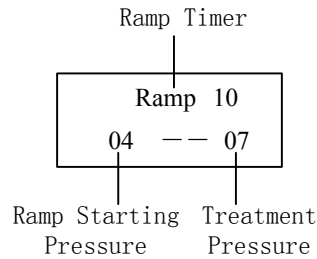 Ramp Timer
Ramp 10
04 —— 07
Ramp Starting Pressure
Treatment Pressure